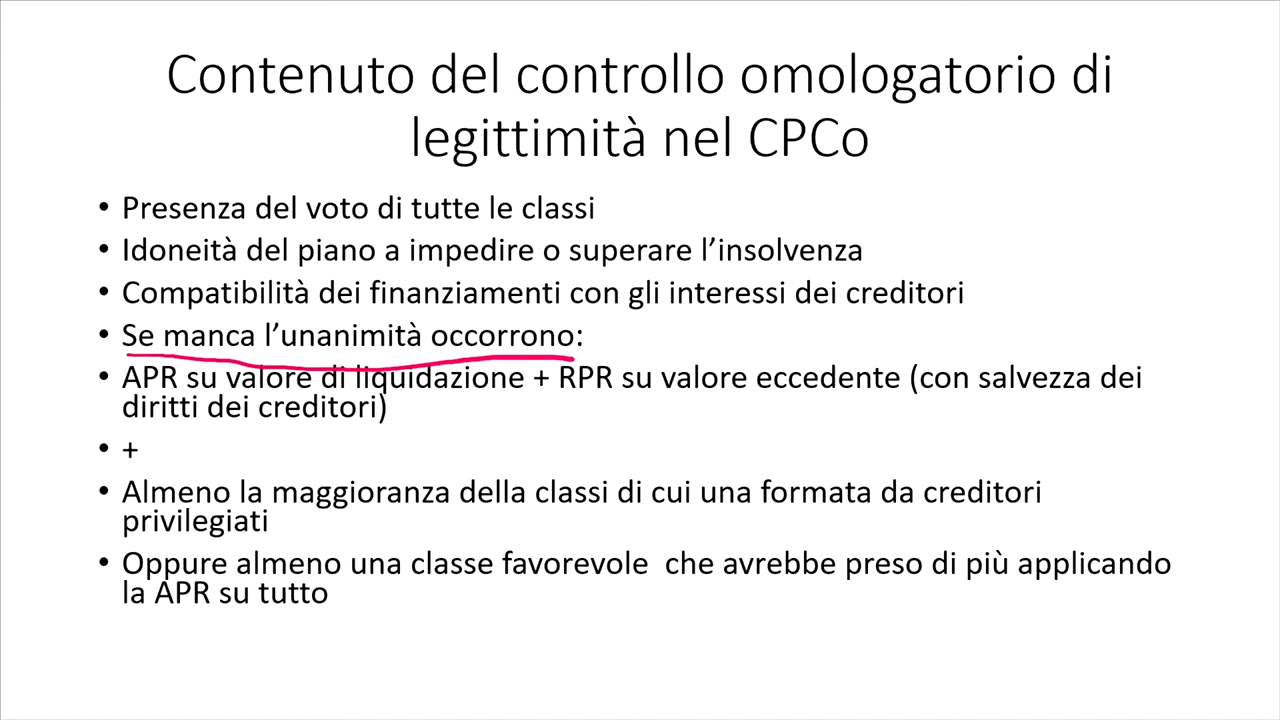 Contenuto del controllo omologatorio di
legittimità nel CPCo
• Presenza del voto di tutte le classi
• Idoneità del piano a impedire o superare l’insolvenza
• Compatibilità dei finanziamenti con gli interessi dei creditori
• Se manca l’unanimità occorrono:
• APR su valore di liquidazione + RPR su valore eccedente (con salvezza dei
diritti dei creditori)
• +
• Almeno la maggioranza della classi di cui una formata da creditori
privilegiati
• Oppure almeno una classe favorevole  che avrebbe preso di più applicando
la APR su tutto